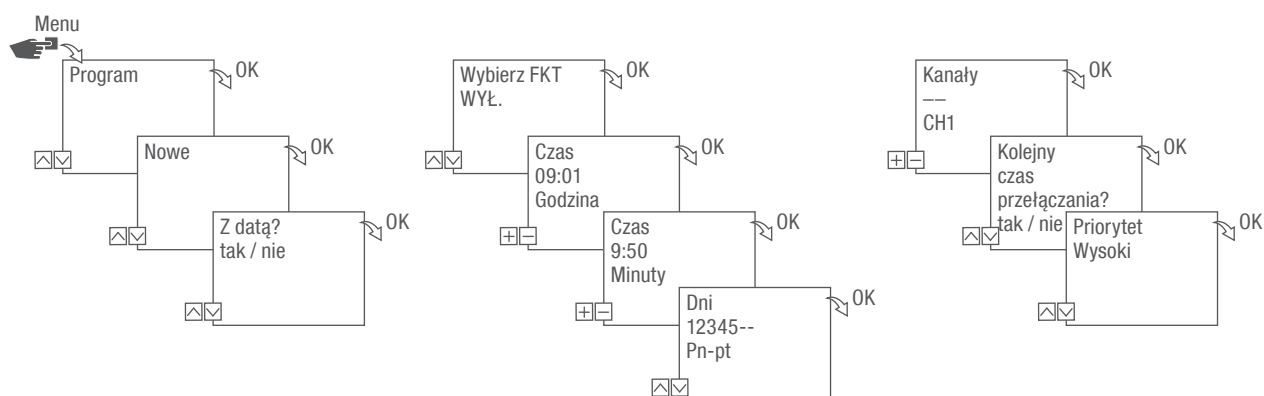 Menu
Program
OK
Nowe
OK
Z datą?
tak / nie
OK
Wybierz FKT
WYŁ.
OK
Czas
09:01
Godzina
OK
Czas
9:50
Minuty
OK
Dni
12345--
Pn-pt
OK
Kanały
––
CH1
OK
Kolejny
czas
przełączania?
tak / nie
OK
Priorytet
Wysoki
OK